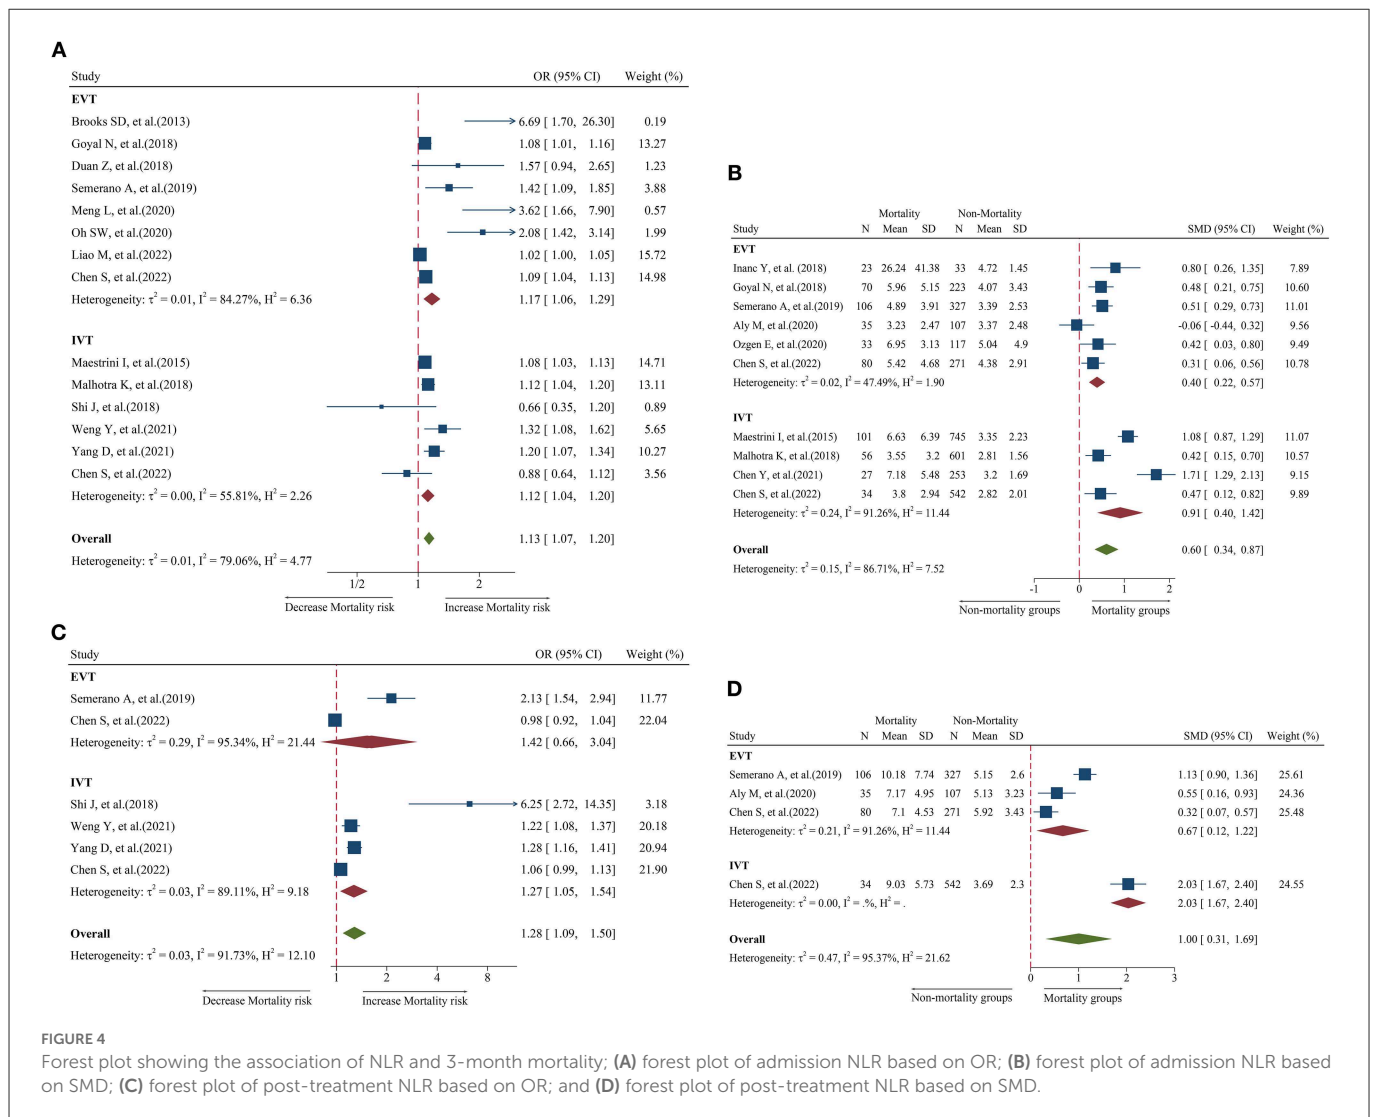 A
Study OR (95% CI) Weight (%)
EVT
Brooks SD, et al.(2013) 6.69 [ 1.70, 26.30] 0.19
Goyal N, et al.(2018) 1.08 [ 1.01, 1.16] 13.27
Duan Z, et al.(2018) 1.57 [ 0.94, 2.65] 1.23
Semerano A, et al.(2019) 1.42 [ 1.09, 1.85] 3.88
Meng L, et al.(2020) 3.62 [ 1.66, 7.90] 0.57
Oh SW, et al.(2020) 2.08 [ 1.42, 3.14] 1.99
Liao M, et al.(2022) 1.02 [ 1.00, 1.05] 15.72
Chen S, et al.(2022) 1.09 [ 1.04, 1.13] 14.98
Heterogeneity: τ² = 0.01, I² = 84.27%, H² = 6.36 1.17 [ 1.06, 1.29]
IVT
Maestrini I, et al.(2015) 1.08 [ 1.03, 1.13] 14.71
Malhotra K, et al.(2018) 1.12 [ 1.04, 1.20] 13.11
Shi J, et al.(2018) 0.66 [ 0.35, 1.20] 0.89
Weng Y, et al.(2021) 1.32 [ 1.08, 1.62] 5.65
Yang D, et al.(2021) 1.20 [ 1.07, 1.34] 10.27
Chen S, et al.(2022) 0.88 [ 0.64, 1.12] 3.56
Heterogeneity: τ² = 0.00, I² = 55.81%, H² = 2.26 1.12 [ 1.04, 1.20]
Overall 1.13 [ 1.07, 1.20]
Heterogeneity: τ² = 0.01, I² = 79.06%, H² = 4.77
1/2 1 2
Decrease Mortality risk Increase Mortality risk
B
Mortality Non-Mortality
Study N Mean SD N Mean SD SMD (95% CI) Weight (%)
EVT
Inanc Y, et al. (2018) 23 26.24 41.38 33 4.72 1.45 0.80 [ 0.26, 1.35] 7.89
Goyal N, et al.(2018) 70 5.96 5.15 223 4.07 3.43 0.48 [ 0.21, 0.75] 10.60
Semerano A, et al.(2019) 106 4.89 3.91 327 3.39 2.53 0.51 [ 0.29, 0.73] 11.01
Aly M, et al.(2020) 35 3.23 2.47 107 3.37 2.48 -0.06 [ -0.44, 0.32] 9.56
Ozgen E, et al.(2020) 33 6.95 3.13 117 5.04 4.9 0.42 [ 0.03, 0.80] 9.49
Chen S, et al.(2022) 80 5.42 4.68 271 4.38 2.91 0.31 [ 0.06, 0.56] 10.78
Heterogeneity: τ² = 0.02, I² = 47.49%, H² = 1.90 0.40 [ 0.22, 0.57]
IVT
Maestrini I, et al.(2015) 101 6.63 6.39 745 3.35 2.23 1.08 [ 0.87, 1.29] 11.07
Malhotra K, et al.(2018) 56 3.55 3.2 601 2.81 1.56 0.42 [ 0.15, 0.70] 10.57
Chen Y, et al.(2021) 27 7.18 5.48 253 3.2 1.69 1.71 [ 1.29, 2.13] 9.15
Chen S, et al.(2022) 34 3.8 2.94 542 2.82 2.01 0.47 [ 0.12, 0.82] 9.89
Heterogeneity: τ² = 0.24, I² = 91.26%, H² = 11.44 0.91 [ 0.40, 1.42]
Overall 0.60 [ 0.34, 0.87]
Heterogeneity: τ² = 0.15, I² = 86.71%, H² = 7.52
-1 0 1 2
Non-mortality groups Mortality groups
C
Study OR (95% CI) Weight (%)
EVT
Semerano A, et al.(2019) 2.13 [ 1.54, 2.94] 11.77
Chen S, et al.(2022) 0.98 [ 0.92, 1.04] 22.04
Heterogeneity: τ² = 0.29, I² = 95.34%, H² = 21.44 1.42 [ 0.66, 3.04]
IVT
Shi J, et al.(2018) 6.25 [ 2.72, 14.35] 3.18
Weng Y, et al.(2021) 1.22 [ 1.08, 1.37] 20.18
Yang D, et al.(2021) 1.28 [ 1.16, 1.41] 20.94
Chen S, et al.(2022) 1.06 [ 0.99, 1.13] 21.90
Heterogeneity: τ² = 0.03, I² = 89.11%, H² = 9.18 1.27 [ 1.05, 1.54]
Overall 1.28 [ 1.09, 1.50]
Heterogeneity: τ² = 0.03, I² = 91.73%, H² = 12.10
1 2 4 8
Decrease Mortality risk Increase Mortality risk
D
Mortality Non-Mortality
Study N Mean SD N Mean SD SMD (95% CI) Weight (%)
EVT
Semerano A, et al.(2019) 106 10.18 7.74 327 5.15 2.6 1.13 [ 0.90, 1.36] 25.61
Aly M, et al.(2020) 35 7.17 4.95 107 5.13 3.23 0.55 [ 0.16, 0.93] 24.36
Chen S, et al.(2022) 80 7.1 4.53 271 5.92 3.43 0.32 [ 0.07, 0.57] 25.48
Heterogeneity: τ² = 0.21, I² = 91.26%, H² = 11.44 0.67 [ 0.12, 1.22]
IVT
Chen S, et al.(2022) 34 9.03 5.73 542 3.69 2.3 2.03 [ 1.67, 2.40] 24.55
Heterogeneity: τ² = 0.00, I² = .%, H² = . 2.03 [ 1.67, 2.40]
Overall 1.00 [ 0.31, 1.69]
Heterogeneity: τ² = 0.47, I² = 95.37%, H² = 21.62
0 1 2 3
Non-mortality groups Mortality groups
FIGURE 4
Forest plot showing the association of NLR and 3-month mortality; (A) forest plot of admission NLR based on OR; (B) forest plot of admission NLR based
on SMD; (C) forest plot of post-treatment NLR based on OR; and (D) forest plot of post-treatment NLR based on SMD.